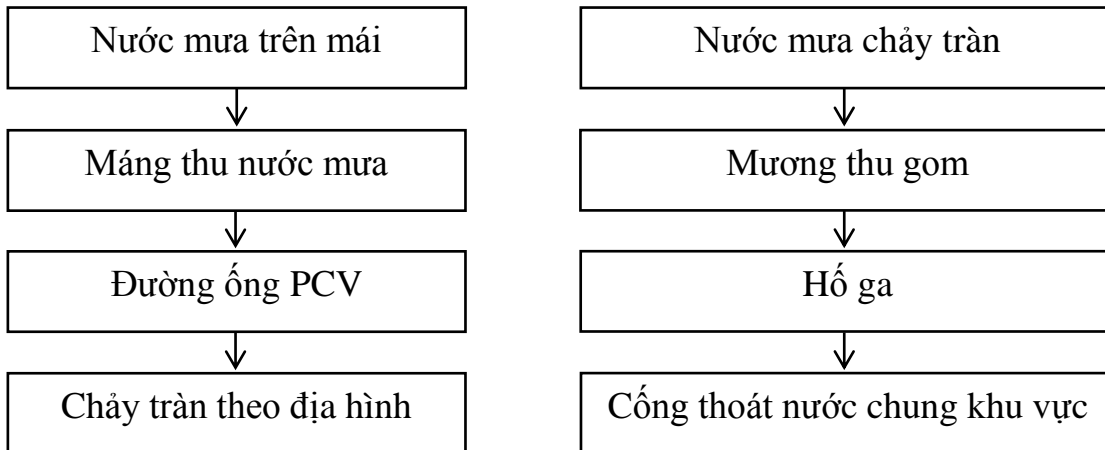 Nước mưa trên mái
Máng thu nước mưa
Đường ống PCV
Chảy tràn theo địa hình
Nước mưa chảy tràn
Mương thu gom
Hố ga
Cống thoát nước chung khu vực